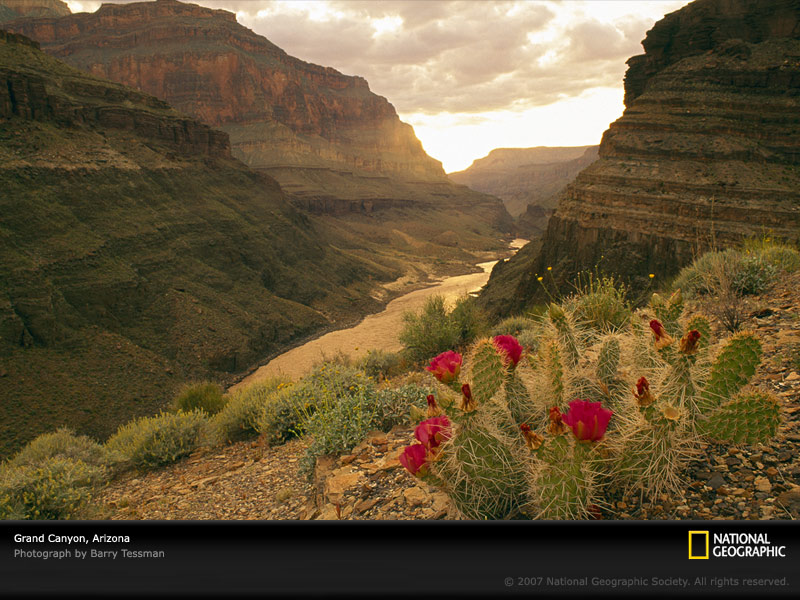 Grand Canyon, Arizona
Photograph by Barry Tessman
NATIONAL
GEOGRAPHIC
© 2007 National Geographic Society. All rights reserved.